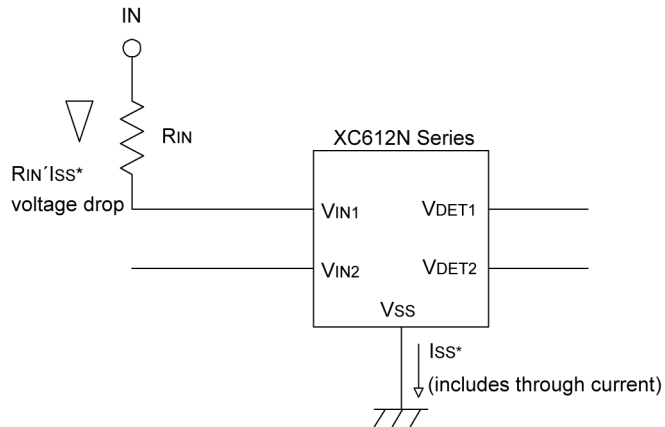 IN
RIN
XC612N Series
RIN´ISS*
voltage drop
VIN1
VDET1
VIN2
VDET2
VSS
ISS*
(includes through current)